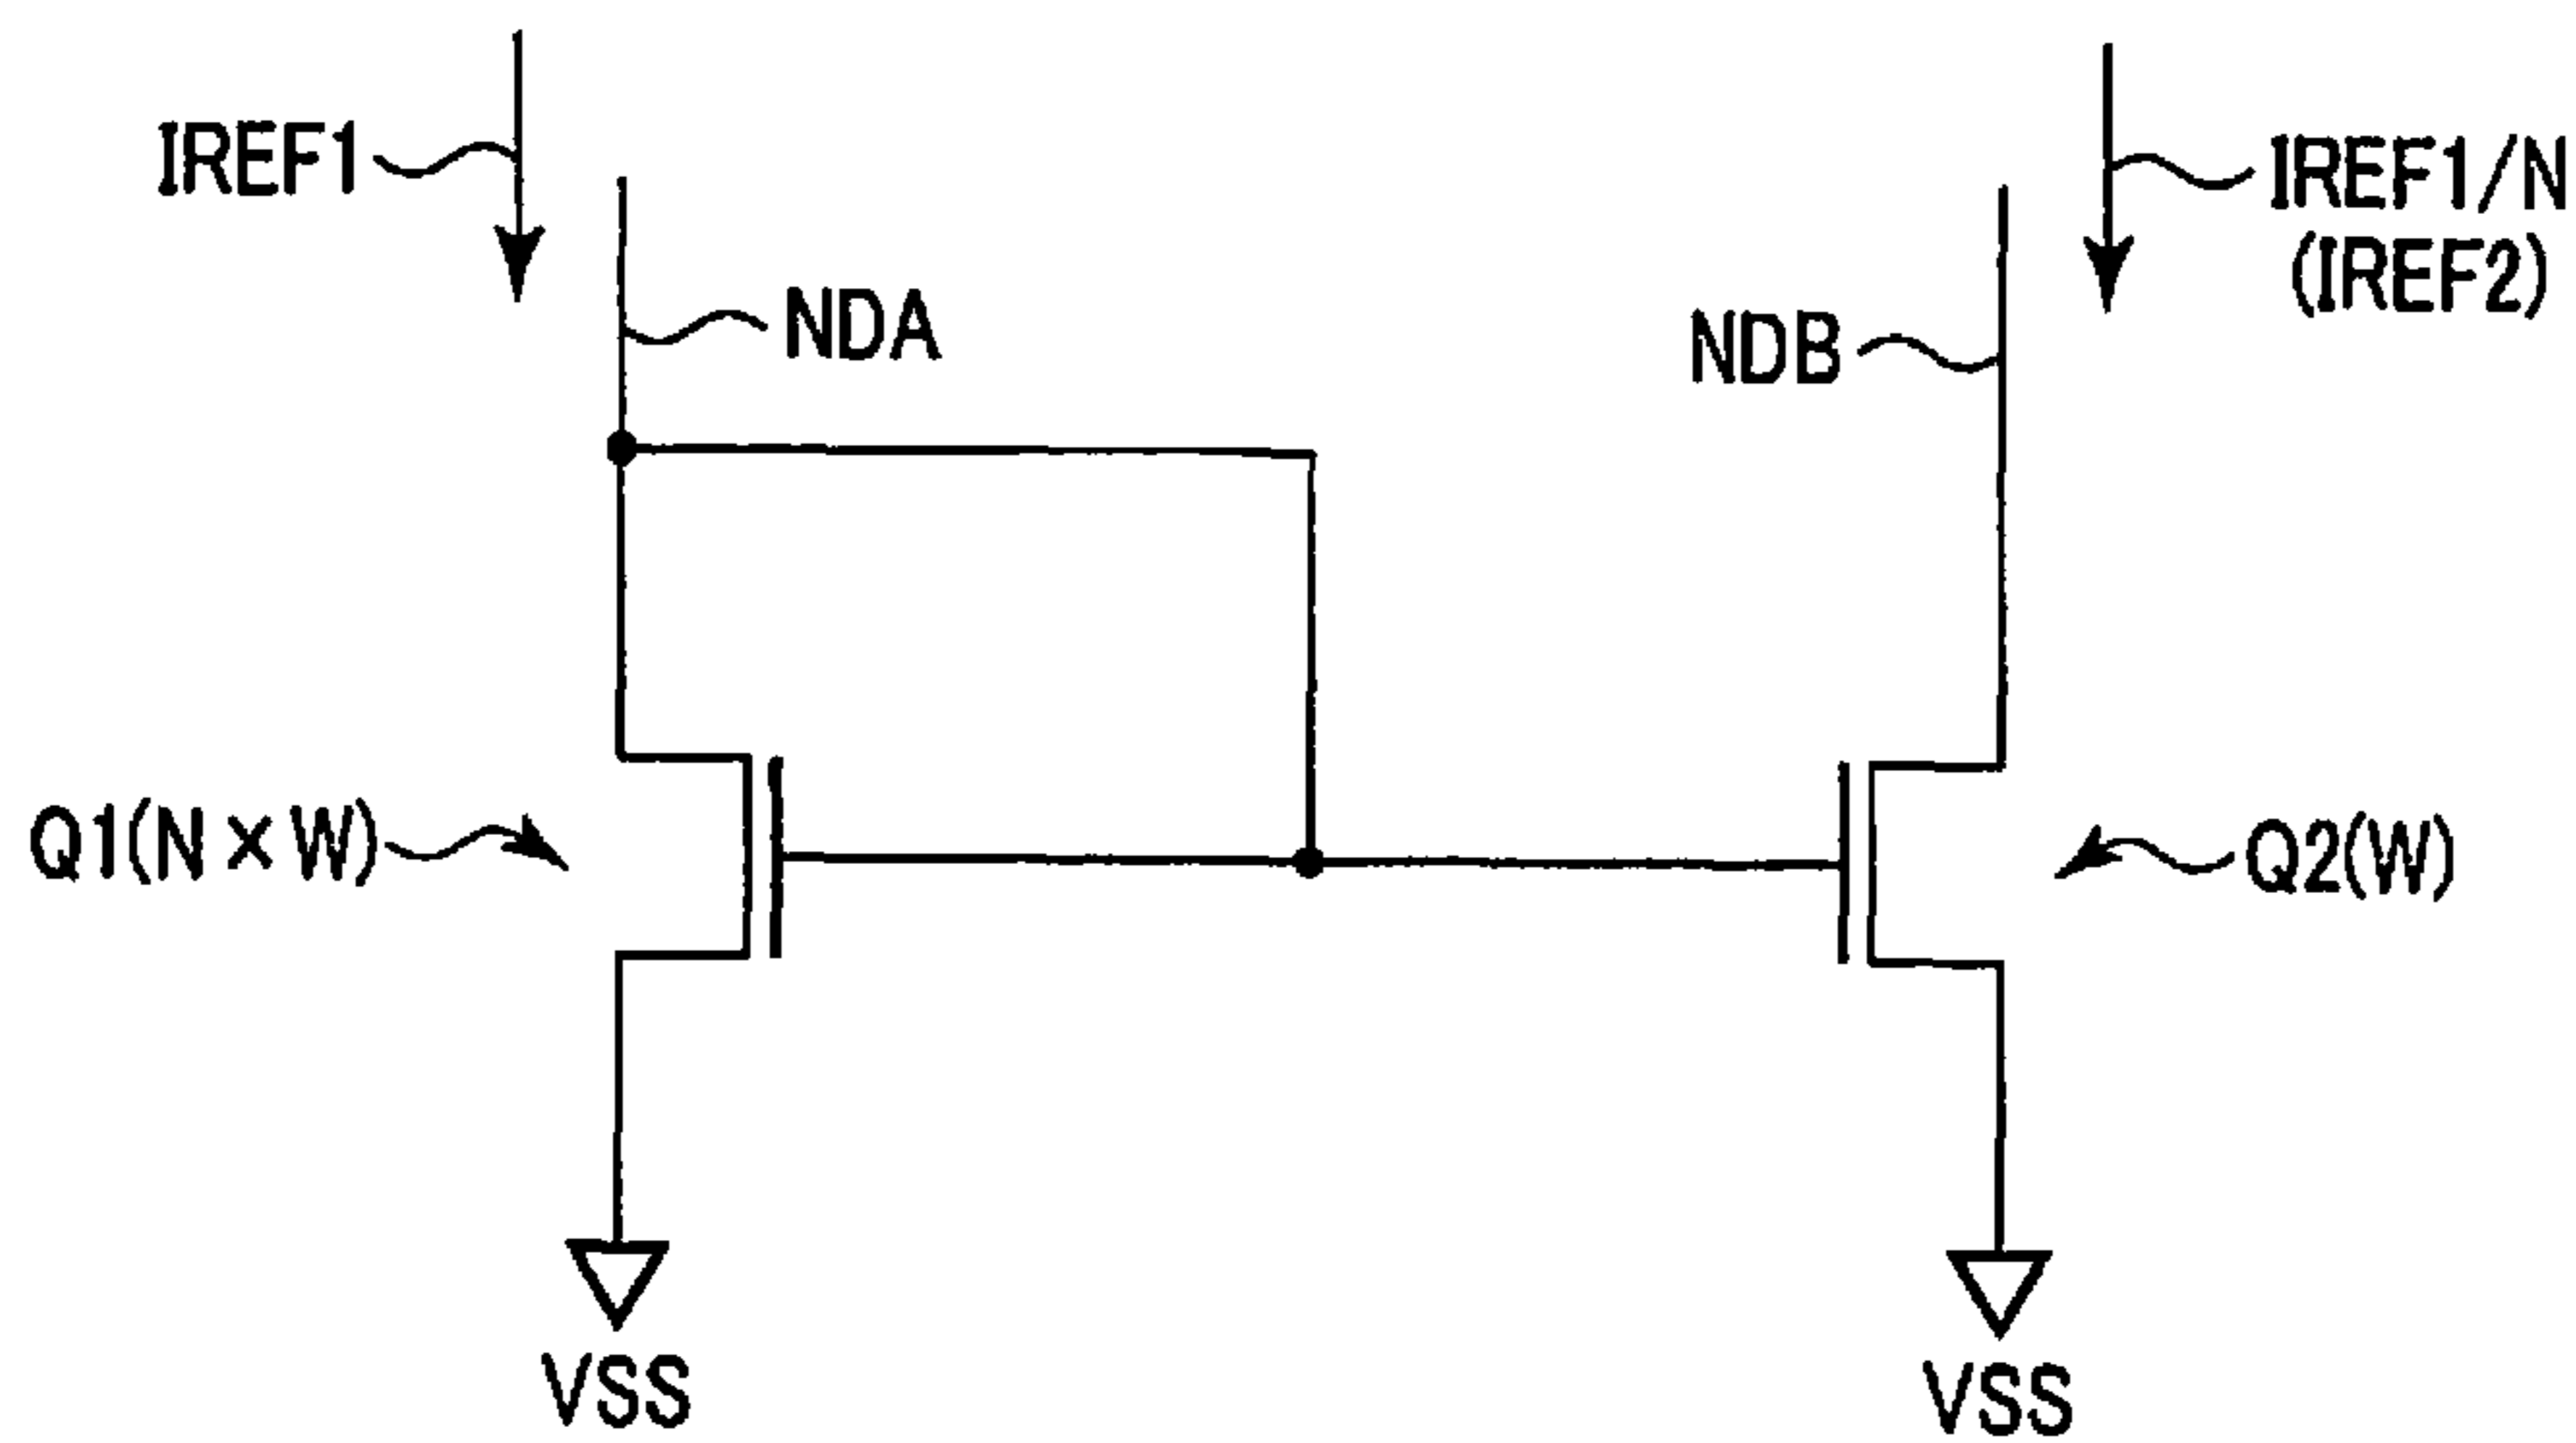 IREF1
IREF1/N
(IREF2)
NDA
NDB
Q1(N×W)
Q2(W)
VSS
VSS